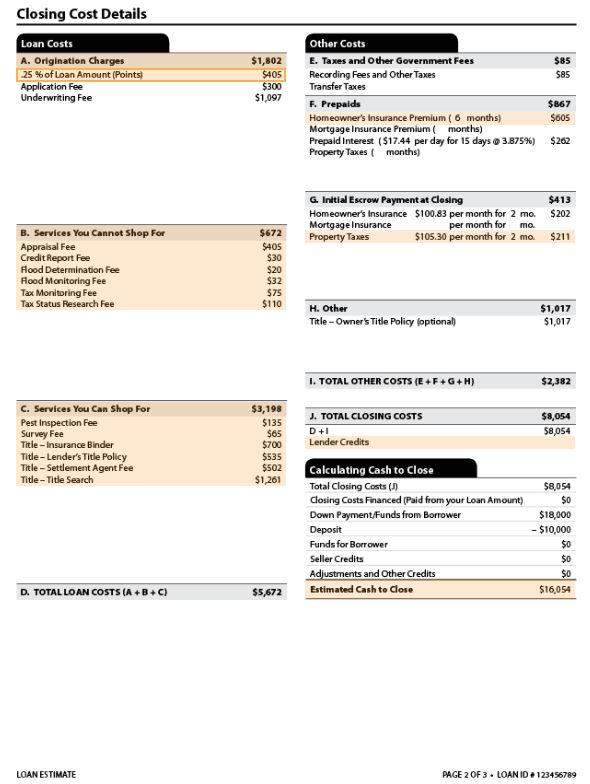 Closing Cost Details
Loan Costs
A. Origination Charges $1,802
.25 % of Loan Amount (Points) $405
Application Fee $300
Underwriting Fee $1,097
B. Services You Cannot Shop For $672
Appraisal Fee $405
Credit Report Fee $30
Flood Determination Fee $20
Flood Monitoring Fee $32
Tax Monitoring Fee $75
Tax Status Research Fee $110
C. Services You Can Shop For $3,198
Pest Inspection Fee $135
Survey Fee $65
Title – Insurance Binder $700
Title – Lender's Title Policy $535
Title – Settlement Agent Fee $502
Title – Title Search $1,261
D. TOTAL LOAN COSTS (A + B + C) $5,672
Other Costs
E. Taxes and Other Government Fees $85
Recording Fees and Other Taxes $85
Transfer Taxes
F. Prepaids $867
Homeowner's Insurance Premium ( 6 months) $605
Mortgage Insurance Premium ( months)
Prepaid Interest ( $17.44 per day for 15 days @ 3.875%) $262
Property Taxes ( months)
G. Initial Escrow Payment at Closing $413
Homeowner's Insurance $100.83 per month for 2 mo. $202
Mortgage Insurance per month for mo.
Property Taxes $105.30 per month for 2 mo. $211
H. Other $1,017
Title – Owner's Title Policy (optional) $1,017
I. TOTAL OTHER COSTS (E + F + G + H) $2,382
J. TOTAL CLOSING COSTS $8,054
D + I $8,054
Lender Credits
Calculating Cash to Close
Total Closing Costs (J) $8,054
Closing Costs Financed (Paid from your Loan Amount) $0
Down Payment/Funds from Borrower $18,000
Deposit – $10,000
Funds for Borrower $0
Seller Credits $0
Adjustments and Other Credits $0
Estimated Cash to Close $16,054
LOAN ESTIMATE PAGE 2 OF 3 • LOAN ID # 123456789